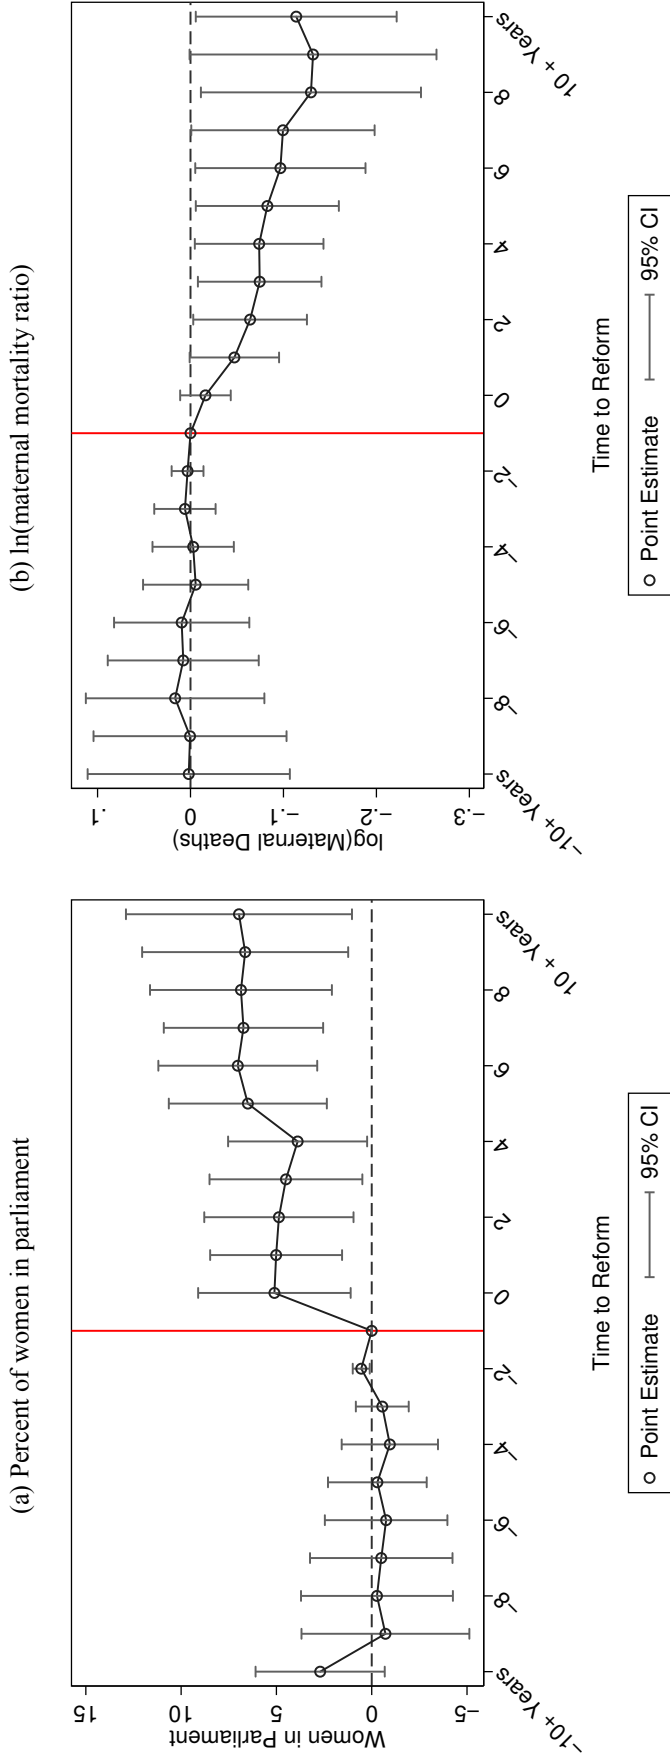 (a) Percent of women in parliament
Women in Parliament
15
10
5
0
−5
−10+ Years
−8
−6
−4
−2
0
2
4
6
8
10 + Years
Time to Reform
Point Estimate
95% CI
(b) ln(maternal mortality ratio)
log(Maternal Deaths)
.1
0
−.1
−.2
−.3
−10+ Years
−8
−6
−4
−2
0
2
4
6
8
10 + Years
Time to Reform
Point Estimate
95% CI